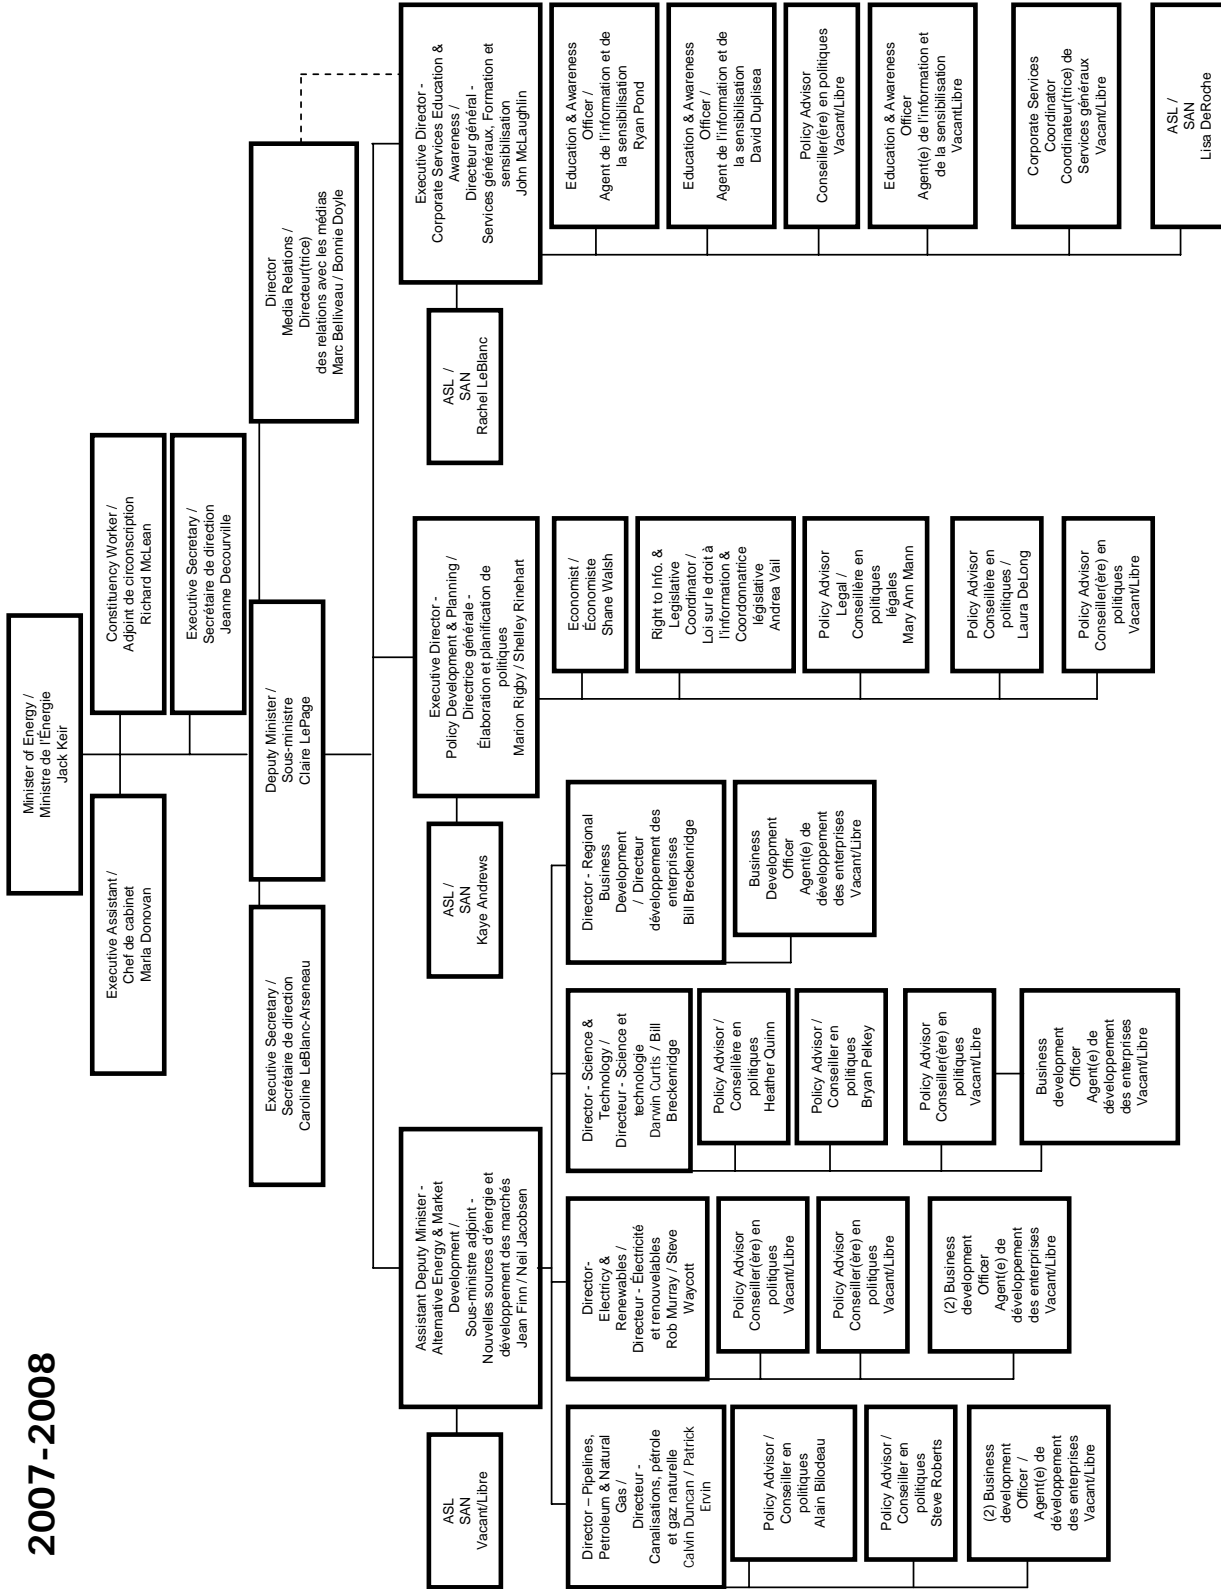 2007-2008
Minister of Energy /
Ministre de l'Énergie
Jack Keir
Executive Assistant /
Chef de cabinet
Marla Donovan
Constituency Worker /
Adjoint de circonscription
Richard McLean
Executive Secretary /
Secrétaire de direction
Jeanne Decourville
Executive Secretary /
Secrétaire de direction
Caroline LeBlanc-Arseneau
Deputy Minister /
Sous-ministre
Claire LePage
Director
Media Relations /
Directeur(trice)
des relations avec les médias
Marc Belliveau / Bonnie Doyle
Assistant Deputy Minister -
Alternative Energy & Market
Development /
Sous-ministre adjoint -
Nouvelles sources d'énergie et
développement des marchés
Jean Finn / Neil Jacobsen
Executive Director -
Policy Development & Planning /
Directrice générale -
Élaboration et planification de
politiques
Marion Rigby / Shelley Rinehart
Executive Director -
Corporate Services Education &
Awareness /
Directeur général -
Services généraux, Formation et
sensibilisation
John McLaughlin
ASL
SAN
Vacant/Libre
ASL /
SAN
Kaye Andrews
ASL /
SAN
Rachel LeBlanc
Director – Pipelines,
Petroleum & Natural
Gas /
Directeur -
Canalisations, pétrole
et gaz naturelle
Calvin Duncan / Patrick
Ervin
Policy Advisor /
Conseiller en
politiques
Alain Bilodeau
Policy Advisor /
Conseiller en
politiques
Steve Roberts
(2) Business
development
Officer /
Agent(e) de
développement
des enterprises
Vacant/Libre
Director-
Electricy &
Renewables /
Directeur - Électricité
et renouvelables
Rob Murray / Steve
Waycott
Policy Advisor
Conseiller(ère) en
politiques
Vacant/Libre
Policy Advisor
Conseiller(ère) en
politiques
Vacant/Libre
(2) Business
development
Officer
Agent(e) de
développement
des enterprises
Vacant/Libre
Director - Science &
Technology /
Directeur - Science et
technologie
Darwin Curtis / Bill
Breckenridge
Policy Advisor /
Conseillère en
politiques
Heather Quinn
Policy Advisor /
Conseiller en
politiques
Bryan Pelkey
Policy Advisor
Conseiller(ère) en
politiques
Vacant/Libre
Business
development
Officer
Agent(e) de
développement
des enterprises
Vacant/Libre
Director - Regional
Business
Development
/ Directeur
développement des
enterprises
Bill Breckenridge
Business
Development
Officer
Agent(e) de
développement
des enterprises
Vacant/Libre
Economist /
Économiste
Shane Walsh
Right to Info. &
Legislative
Coordinator /
Loi sur le droit à
l'information &
Coordonnatrice
législative
Andrea Vail
Policy Advisor
Legal /
Conseillère en
politiques
légales
Mary Ann Mann
Policy Advisor
Conseillère en
politiques /
Laura DeLong
Policy Advisor
Conseiller(ère) en
politiques
Vacant/Libre
Education & Awareness
Officer /
Agent de l'information et de
la sensibilisation
Ryan Pond
Education & Awareness
Officer /
Agent de l'information et de
la sensibilisation
David Duplisea
Policy Advisor
Conseiller(ère) en politiques
Vacant/Libre
Education & Awareness
Officer
Agent(e) de l'information et
de la sensibilisation
VacantLibre
Corporate Services
Coordinator
Coordinateur(trice) de
Services généraux
Vacant/Libre
ASL /
SAN
Lisa DeRoche